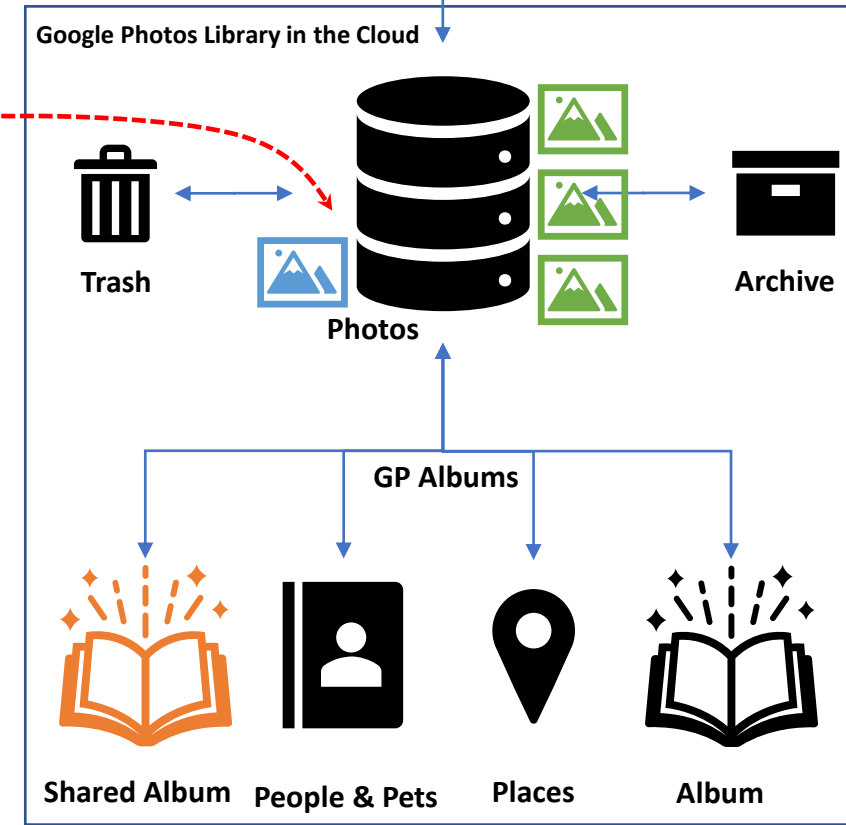 Google Photos Library in the Cloud
Trash
Archive
Photos
GP Albums
Shared Album
People & Pets
Places
Album